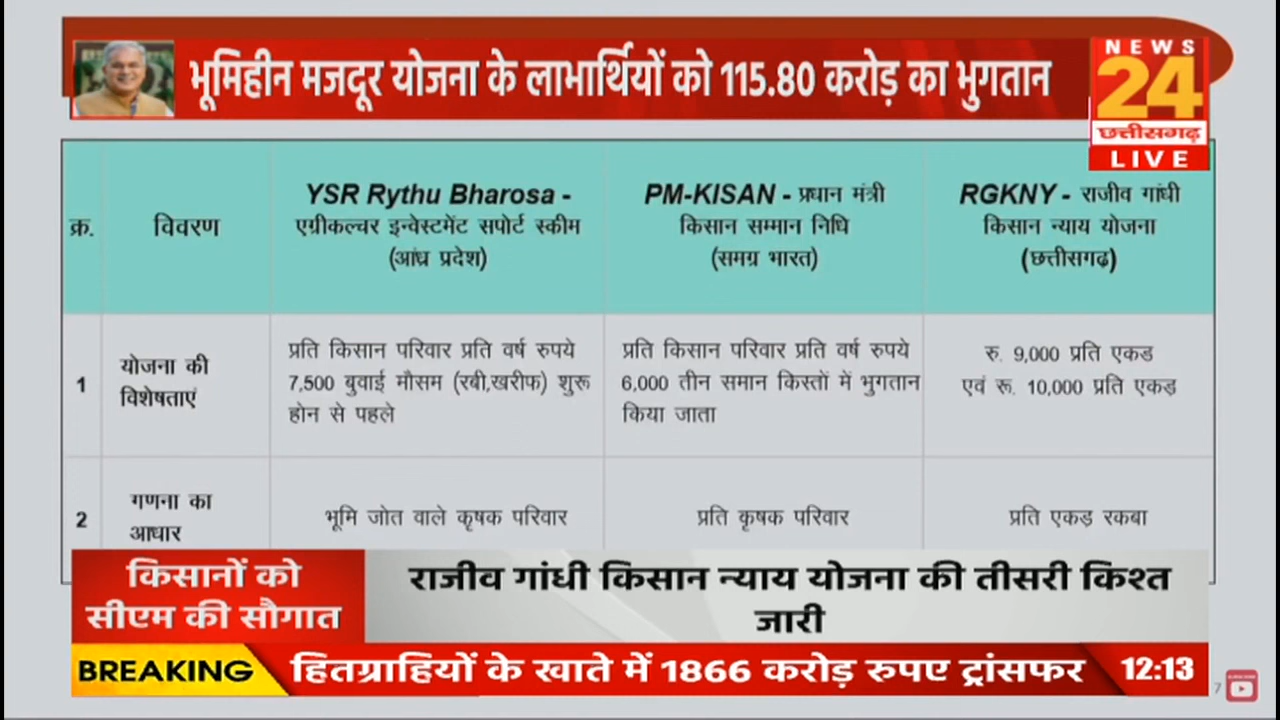 भूमिहीन मजदूर योजना के लाभार्थियों को 115.80 करोड़ का भुगतान
NEWS
24
छत्तीसगढ़
LIVE
क्र.
विवरण
YSR Rythu Bharosa -
एग्रीकल्चर इन्वेस्टमेंट सपोर्ट स्कीम
(आंध्र प्रदेश)
PM-KISAN - प्रधान मंत्री
किसान सम्मान निधि
(समग्र भारत)
RGKNY - राजीव गांधी
किसान न्याय योजना
(छत्तीसगढ)
1
योजना की
विशेषताएं
प्रति किसान परिवार प्रति वर्ष रुपये
7,500 बुवाई मौसम (रबी,खरीफ) शुरू
होन से पहले
प्रति किसान परिवार प्रति वर्ष रुपये
6,000 तीन समान किस्तों में भुगतान
किया जाता
रु. 9,000 प्रति एकड
एवं रू. 10,000 प्रति एकड़
2
गणना का
आधार
भूमि जोत वाले कृषक परिवार
प्रति कृषक परिवार
प्रति एकड़ रकबा
किसानों को
सीएम की सौगात
राजीव गांधी किसान न्याय योजना की तीसरी किश्त
जारी
BREAKING
हितग्राहियों के खाते में 1866 करोड़ रुपए ट्रांसफर
12:13
7